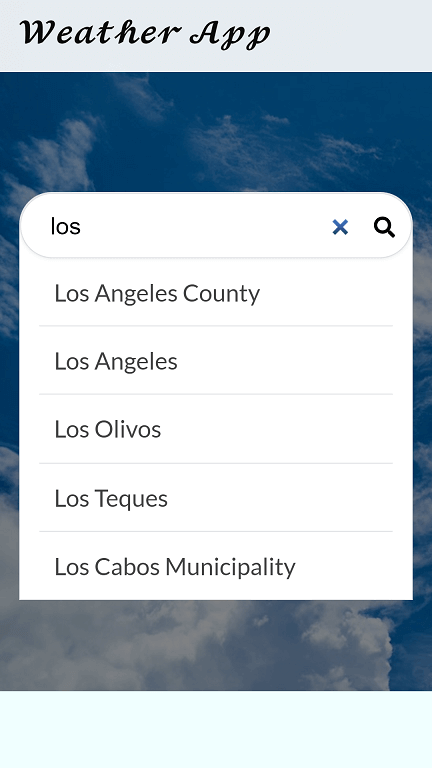 Weather App
los
Los Angeles County
Los Angeles
Los Olivos
Los Teques
Los Cabos Municipality